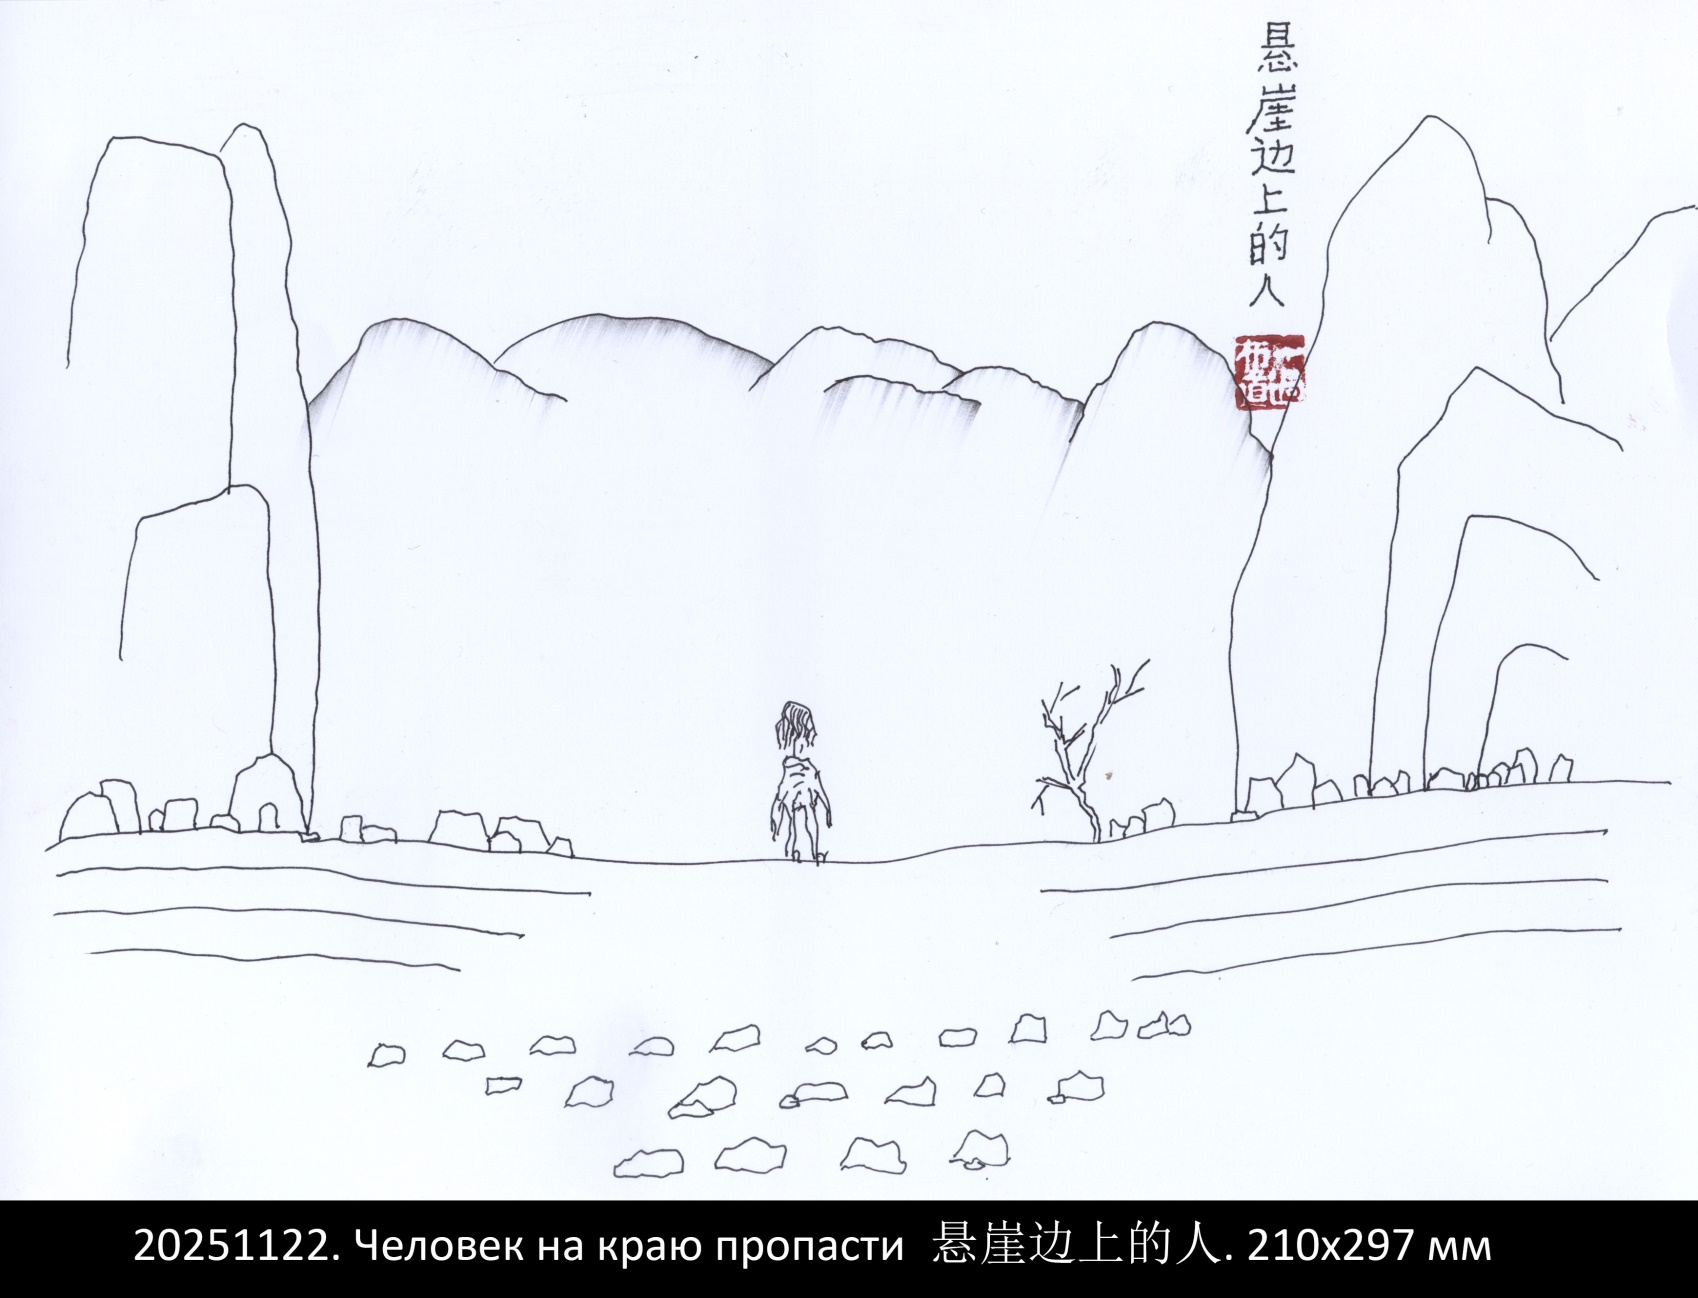 悬崖边上的人
20251122. Человек на краю пропасти 悬崖边上的人. 210x297 мм